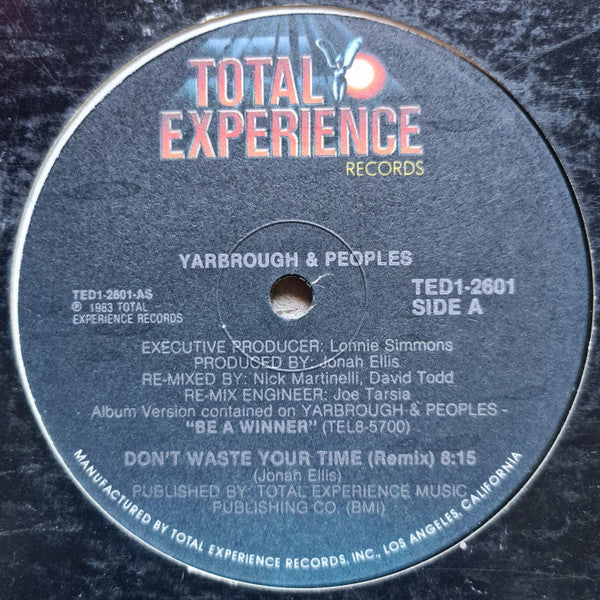 TOTAL
EXPERIENCE
RECORDS
YARBROUGH & PEOPLES
TED1-2601-AS
℗ 1983 TOTAL
EXPERIENCE RECORDS
TED1-2601
SIDE A
EXECUTIVE PRODUCER: Lonnie Simmons
PRODUCED BY: Jonah Ellis
RE-MIXED BY: Nick Martinelli, David Todd
RE-MIX ENGINEER: Joe Tarsia
Album Version contained on YARBROUGH & PEOPLES -
"BE A WINNER" (TEL8-5700)
DON'T WASTE YOUR TIME (Remix) 8:15
(Jonah Ellis)
PUBLISHED BY: TOTAL EXPERIENCE MUSIC
PUBLISHING CO. (BMI)
MANUFACTURED BY TOTAL EXPERIENCE RECORDS, INC. LOS ANGELES, CALIFORNIA